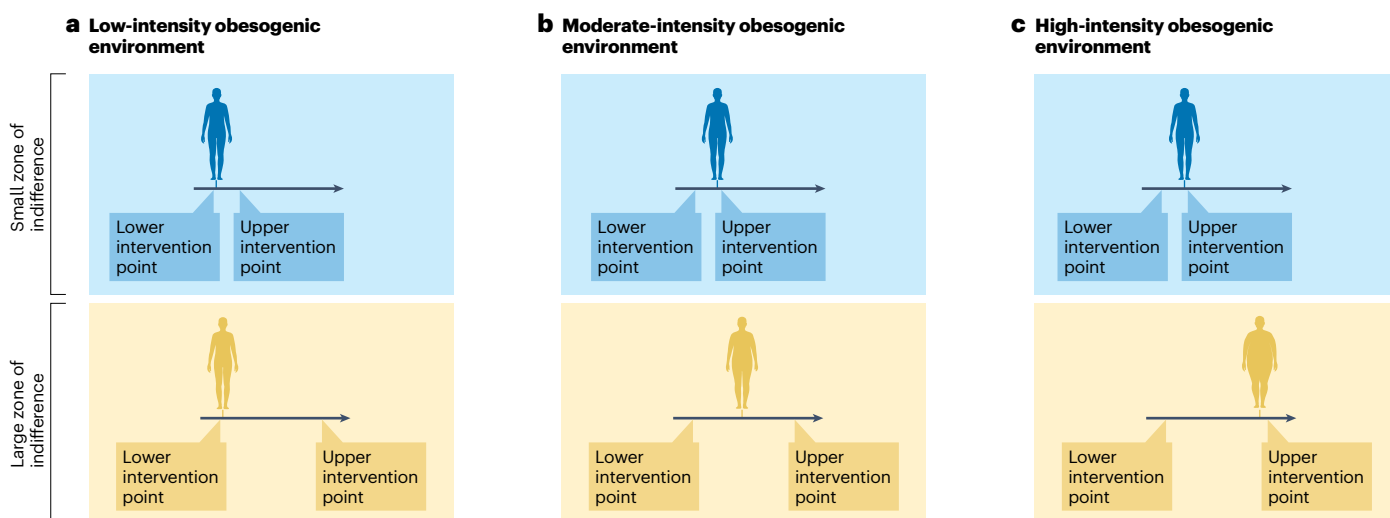 a Low-intensity obesogenic
environment
b Moderate-intensity obesogenic
environment
c High-intensity obesogenic
environment
Small zone of
indifference
Lower
intervention
point
Upper
intervention
point
Lower
intervention
point
Upper
intervention
point
Lower
intervention
point
Upper
intervention
point
Large zone of
indifference
Lower
intervention
point
Upper
intervention
point
Lower
intervention
point
Upper
intervention
point
Lower
intervention
point
Upper
intervention
point